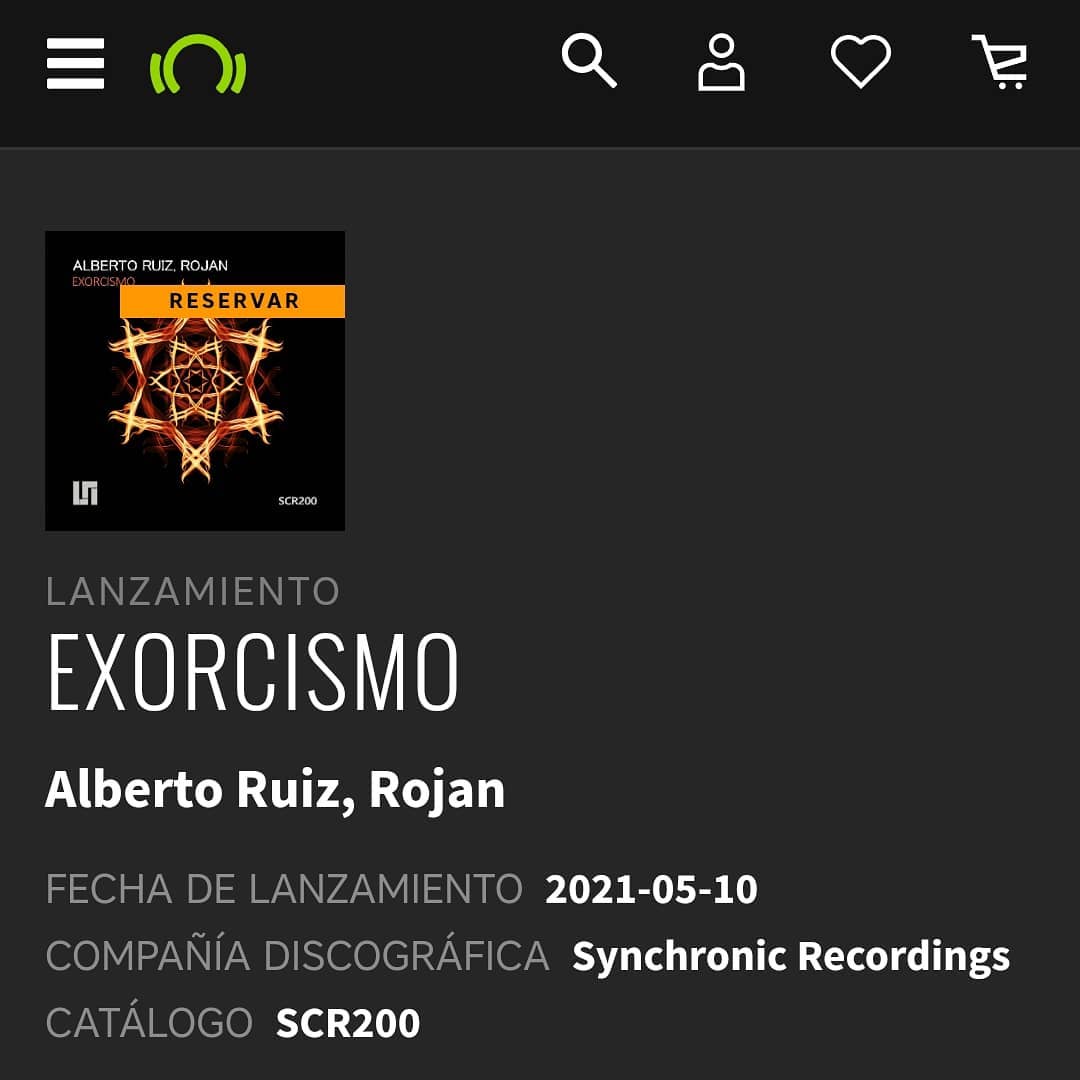 ALBERTO RUIZ, ROJAN
EXORCISMO
RESERVAR
SCR200
LANZAMIENTO
EXORCISMO
Alberto Ruiz, Rojan
FECHA DE LANZAMIENTO 2021-05-10
COMPAÑÍA DISCOGRÁFICA Synchronic Recordings
CATÁLOGO SCR200